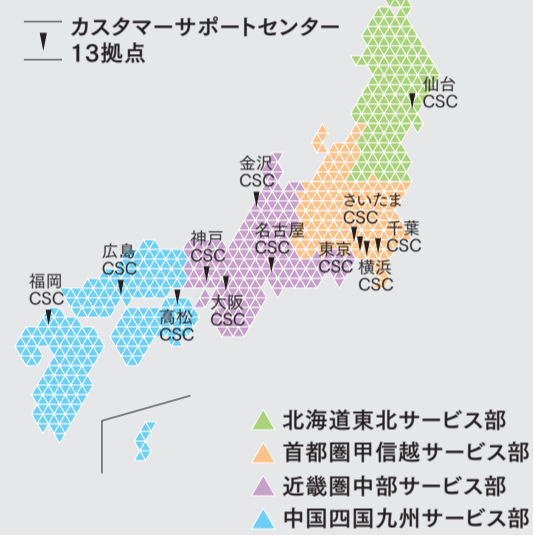 カスタマーサポートセンター
13拠点
仙台
CSC
金沢
CSC
さいたま
CSC
千葉
CSC
名古屋
CSC
東京
CSC
横浜
CSC
神戸
CSC
大阪
CSC
広島
CSC
高松
CSC
福岡
CSC
北海道東北サービス部
首都圏甲信越サービス部
近畿圏中部サービス部
中国四国九州サービス部